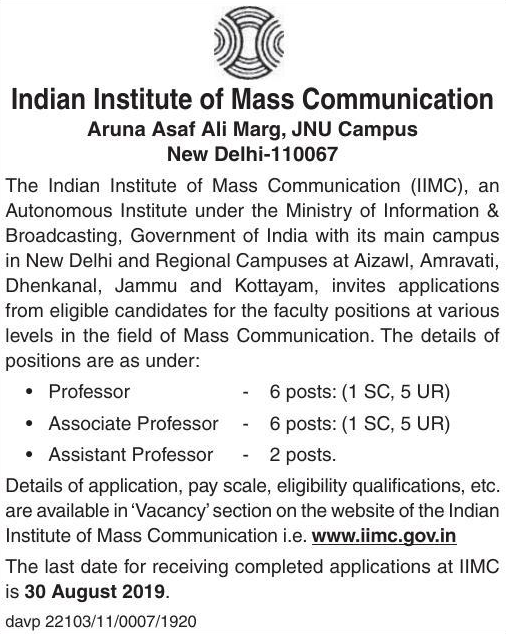 Indian Institute of Mass Communication
Aruna Asaf Ali Marg, JNU Campus
New Delhi-110067
The Indian Institute of Mass Communication (IIMC), an
Autonomous Institute under the Ministry of Information &
Broadcasting, Government of India with its main campus
in New Delhi and Regional Campuses at Aizawl, Amravati,
Dhenkanal, Jammu and Kottayam, invites applications
from eligible candidates for the faculty positions at various
levels in the field of Mass Communication. The details of
positions are as under:
• Professor - 6 posts: (1 SC, 5 UR)
• Associate Professor - 6 posts: (1 SC, 5 UR)
• Assistant Professor - 2 posts.
Details of application, pay scale, eligibility qualifications, etc.
are available in 'Vacancy' section on the website of the Indian
Institute of Mass Communication i.e. www.iimc.gov.in
The last date for receiving completed applications at IIMC
is 30 August 2019.
davp 22103/11/0007/1920